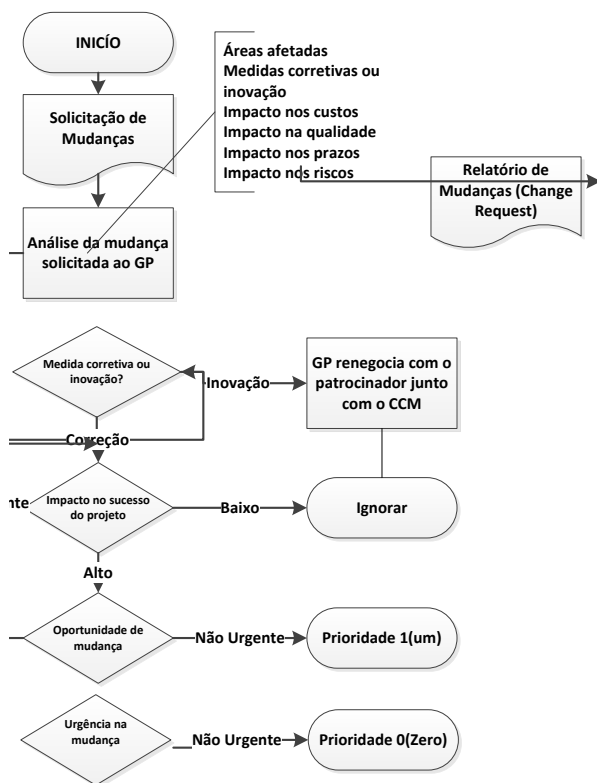 INICÍO
Solicitação de
Mudanças
Áreas afetadas
Medidas corretivas ou
inovação
Impacto nos custos
Impacto na qualidade
Impacto nos prazos
Impacto nos riscos
Relatório de
Mudanças (Change
Request)
Análise da mudança
solicitada ao GP
Medida corretiva ou
inovação?
Inovação
GP renegocia com o
patrocinador junto
com o CCM
Correção
nte
Impacto no sucesso
do projeto
Baixo
Ignorar
Alto
Oportunidade de
mudança
Não Urgente
Prioridade 1(um)
Urgência na
mudança
Não Urgente
Prioridade 0(Zero)